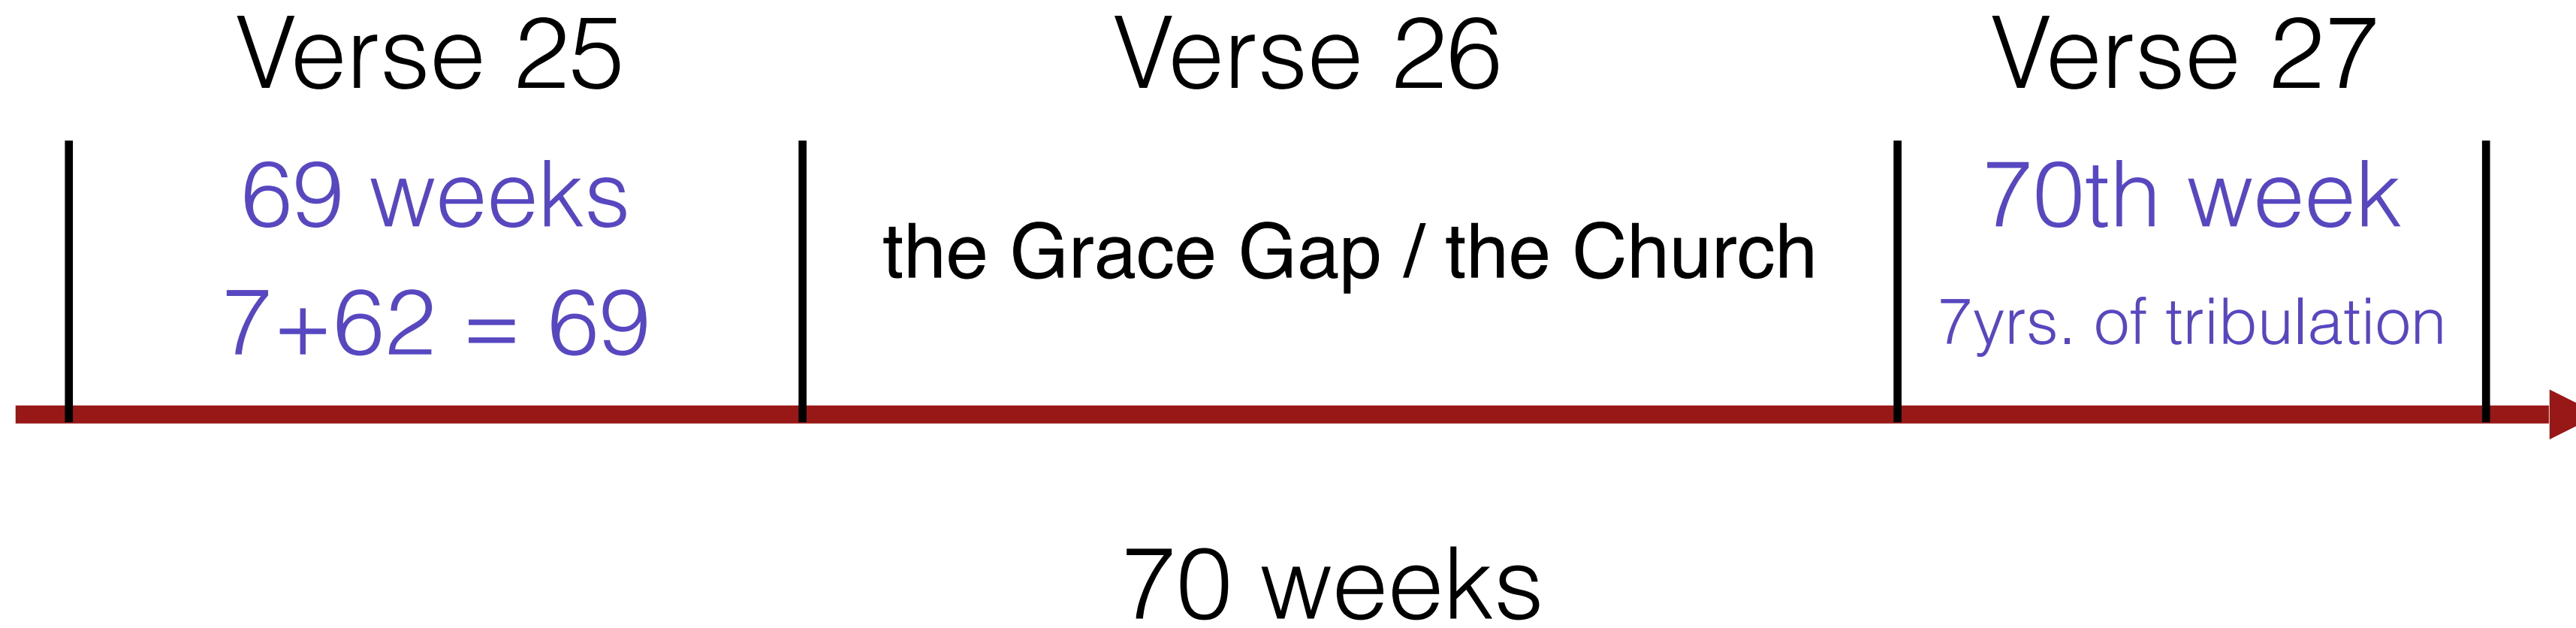 Verse 25
Verse 26
Verse 27
69 weeks
7+62 = 69
the Grace Gap / the Church
70th week
7yrs. of tribulation
70 weeks